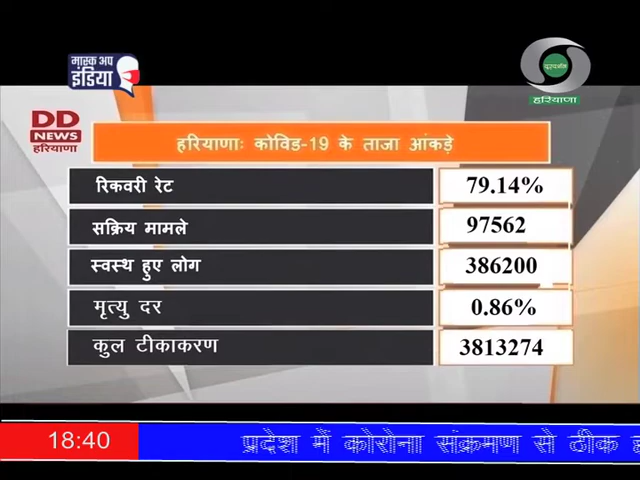 मास्क अप
इंडिया
दूरदर्शन
हरियाणा
DD
NEWS
हरियाणा
हरियाणाः कोविड-19 के ताजा आंकड़े
रिकवरी रेट 79.14%
सक्रिय मामले 97562
स्वस्थ हुए लोग 386200
मृत्यु दर 0.86%
कुल टीकाकरण 3813274
18:40 प्रदेश में कोरोना संक्रमण से ठीक